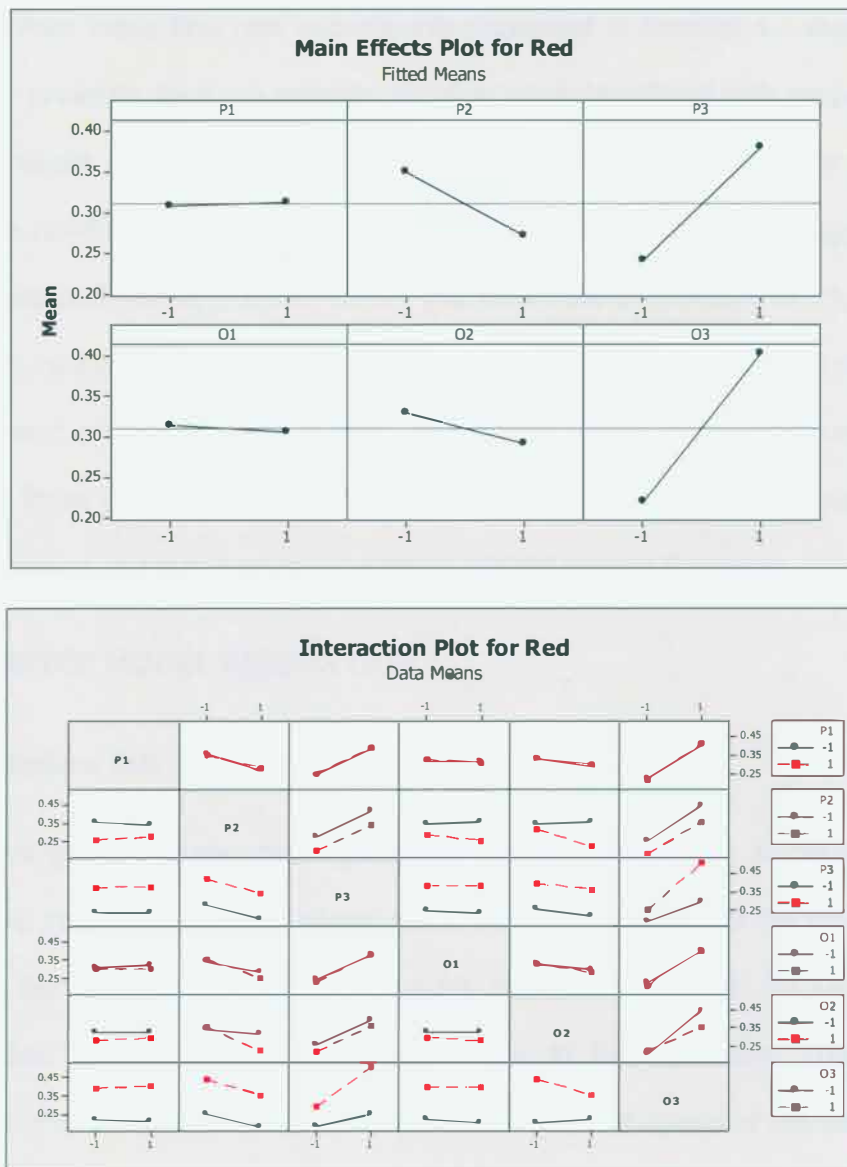 Main Effects Plot for Red
Fitted Means
P1 P2 P3
0.40
0.35
0.30
0.25
0.20
-1 1 -1 1 -1 1
Mean
O1 O2 O3
0.40
0.35
0.30
0.25
0.20
-1 1 -1 1 -1 1
Interaction Plot for Red
Data Means
-1 1 -1 1 -1 1
P1
0.45
0.35
0.25
P1
-1
1
0.45
0.35
0.25
P2
P2
-1
1
P3
0.45
0.35
0.25
P3
-1
1
0.45
0.35
0.25
O1
O1
-1
1
O2
0.45
0.35
0.25
O2
-1
1
0.45
0.35
0.25
O3
O3
-1
1
-1 1 -1 1 -1 1